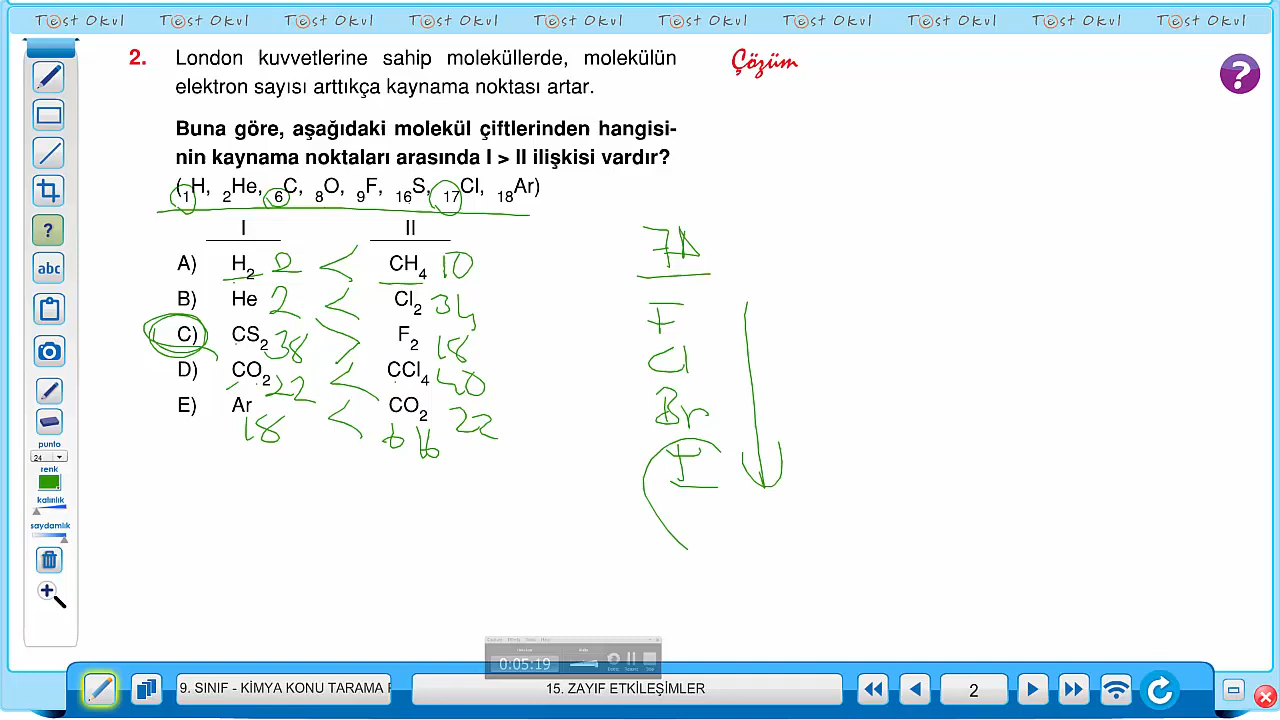 Test Okul Test Okul Test Okul Test Okul Test Okul Test Okul Test Okul Test Okul Test Okul Test Okul
2. London kuvvetlerine sahip moleküllerde, molekülün
elektron sayısı arttıkça kaynama noktası artar.
Çözüm
?
Buna göre, aşağıdaki molekül çiftlerinden hangisi-
nin kaynama noktaları arasında I > II ilişkisi vardır?
(₁H, ₂He, ₆C, ₈O, ₉F, ₁₆S, ₁₇Cl, ₁₈Ar)
I II
A) H₂ 2 < CH₄ 10
B) He 2 < Cl₂ 34
C) CS₂ 38 > F₂ 18
D) CO₂ 22 < CCl₄ 40
E) Ar 18 < CO₂ 22
6 16
7A
F
Cl
Br
I
?
abc
punto
24
renk
kalınlık
saydamlık
0:05:19
9. SINIF - KİMYA KONU TARAMA 15. ZAYIF ETKİLEŞİMLER 2